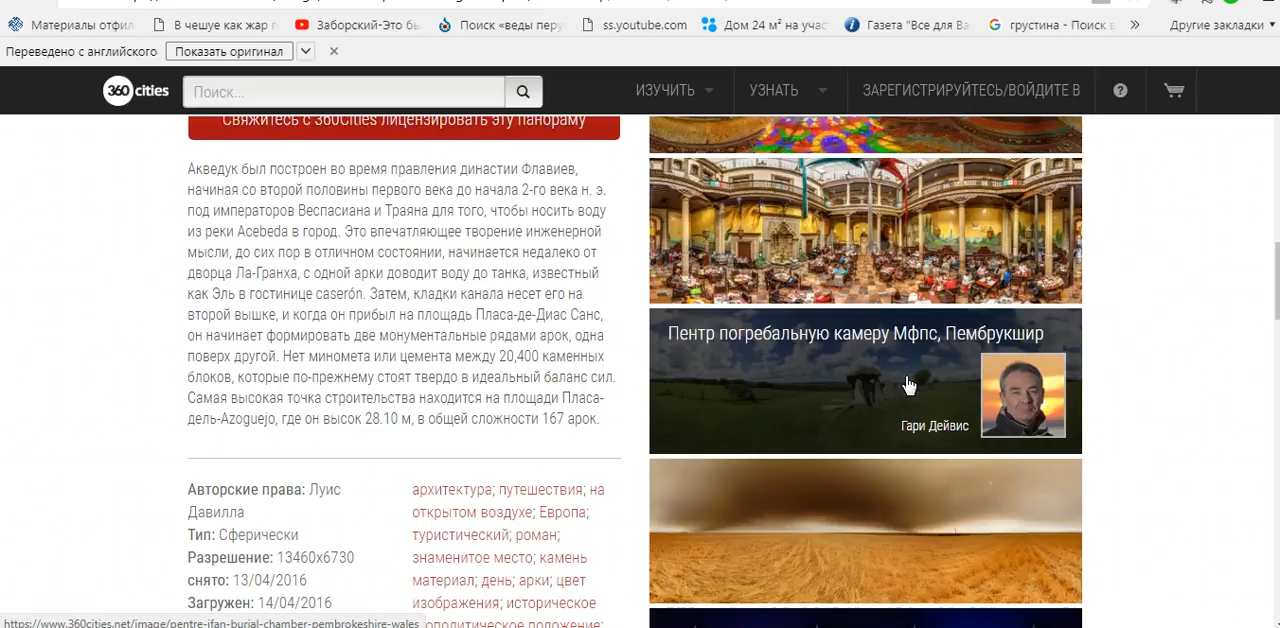 Материалы отфил
В чешуе как жар г
Заборский-Это бы
Поиск «веды перу
ss.youtube.com
Дом 24 м² на учас
Газета "Все для Ва
грустина - Поиск в
»
Другие закладки
Переведено с английского
Показать оригинал
360 cities
Поиск...
ИЗУЧИТЬ
УЗНАТЬ
ЗАРЕГИСТРИРУЙТЕСЬ/ВОЙДИТЕ В
Свяжитесь с 360Cities лицензировать эту панораму
Акведук был построен во время правления династии Флавиев,
начиная со второй половины первого века до начала 2-го века н. э.
под императоров Веспасиана и Траяна для того, чтобы носить воду
из реки Acebeda в город. Это впечатляющее творение инженерной
мысли, до сих пор в отличном состоянии, начинается недалеко от
дворца Ла-Гранха, с одной арки доводит воду до танка, известный
как Эль в гостинице caserón. Затем, кладки канала несет его на
второй вышке, и когда он прибыл на площадь Пласа-де-Диас Санс,
он начинает формировать две монументальные рядами арок, одна
поверх другой. Нет миномета или цемента между 20,400 каменных
блоков, которые по-прежнему стоят твердо в идеальный баланс сил.
Самая высокая точка строительства находится на площади Пласа-
дель-Azoguejo, где он высок 28.10 м, в общей сложности 167 арок.
Авторские права: Луис
Давилла
Тип: Сферически
Разрешение: 13460x6730
снято: 13/04/2016
Загружен: 14/04/2016
архитектура; путешествия; на
открытом воздухе; Европа;
туристический; роман;
знаменитое место; камень
материал; день; арки; цвет
изображения; историческое
геополитическое положение;
Пентр погребальную камеру Мфпс, Пембрукшир
Гари Дейвис
https://www.360cities.net/image/pentre-ifan-burial-chamber-pembrokeshire-wales